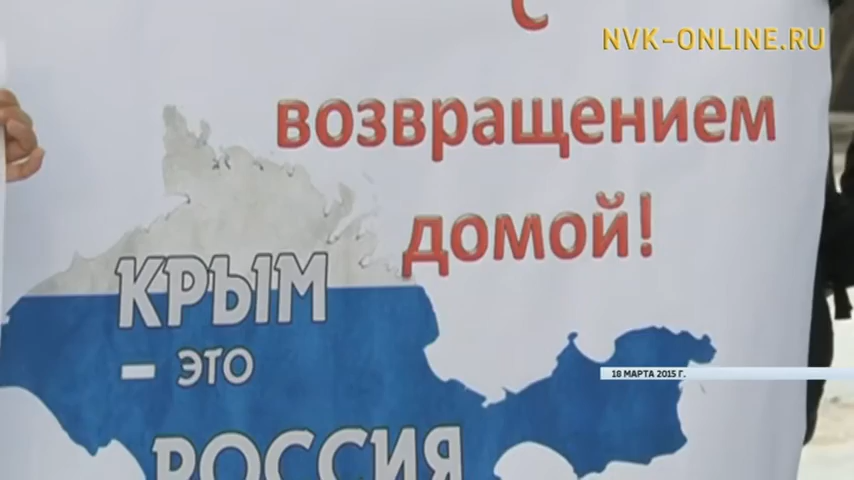 NVK-ONLINE.RU
с
возвращением
домой!
КРЫМ
- ЭТО
РОССИЯ
18 МАРТА 2015 Г.